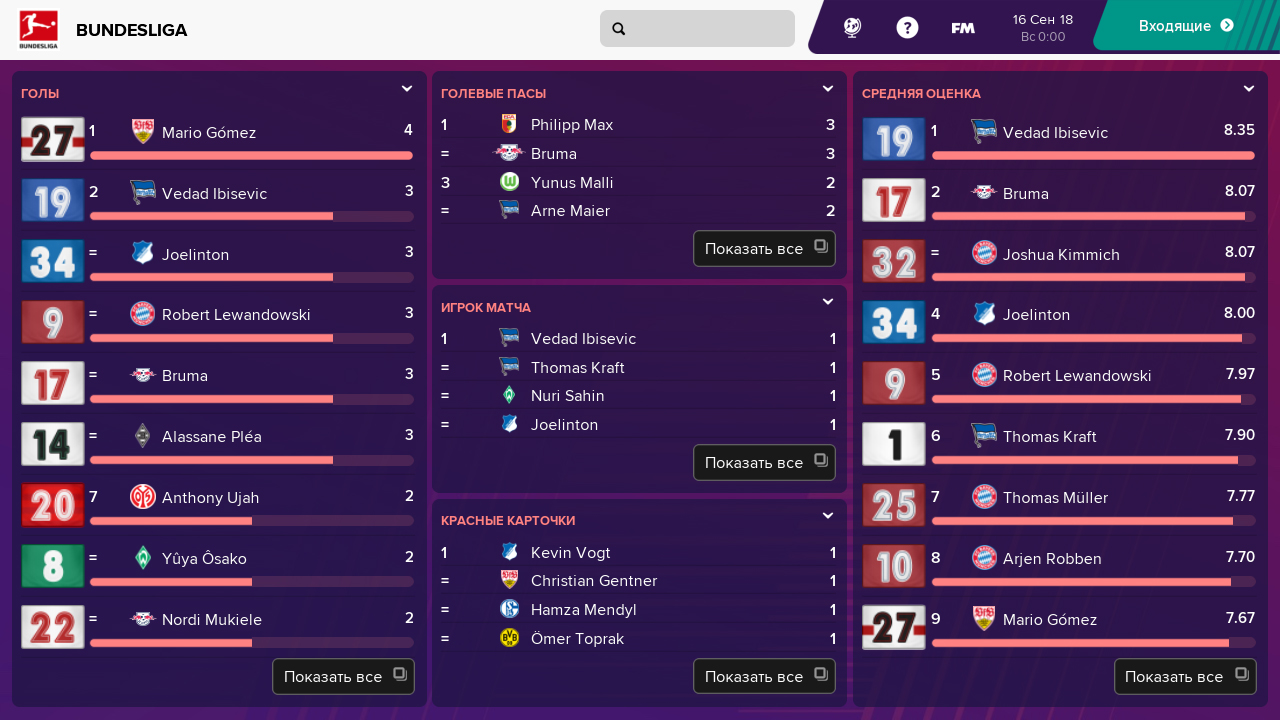 BUNDESLIGA
BUNDESLIGA
16 Сен 18
Вс 0:00
FM
Входящие
ГОЛЫ
27 1 Mario Gómez 4
19 2 Vedad Ibisevic 3
34 = Joelinton 3
9 = Robert Lewandowski 3
17 = Bruma 3
14 = Alassane Pléa 3
20 7 Anthony Ujah 2
8 = Yûya Ôsako 2
22 = Nordi Mukiele 2
Показать все
ГОЛЕВЫЕ ПАСЫ
1 Philipp Max 3
= Bruma 3
3 Yunus Malli 2
= Arne Maier 2
Показать все
ИГРОК МАТЧА
1 Vedad Ibisevic 1
= Thomas Kraft 1
= Nuri Sahin 1
= Joelinton 1
Показать все
КРАСНЫЕ КАРТОЧКИ
1 Kevin Vogt 1
= Christian Gentner 1
= Hamza Mendyl 1
= Ömer Toprak 1
Показать все
СРЕДНЯЯ ОЦЕНКА
19 1 Vedad Ibisevic 8.35
17 2 Bruma 8.07
32 = Joshua Kimmich 8.07
34 4 Joelinton 8.00
9 5 Robert Lewandowski 7.97
1 6 Thomas Kraft 7.90
25 7 Thomas Müller 7.77
10 8 Arjen Robben 7.70
27 9 Mario Gómez 7.67
Показать все